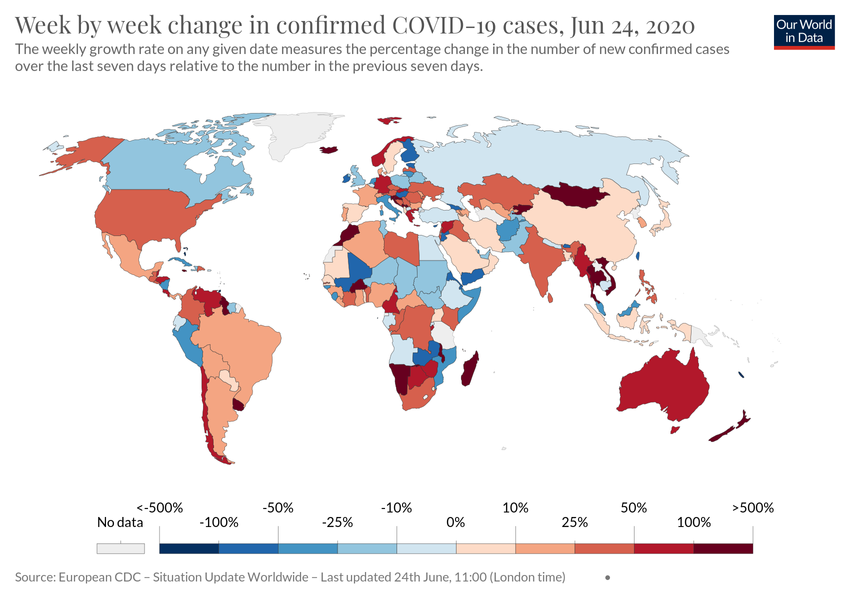 Week by week change in confirmed COVID-19 cases, Jun 24, 2020
Our World
in Data
The weekly growth rate on any given date measures the percentage change in the number of new confirmed cases
over the last seven days relative to the number in the previous seven days.
<-500% -50% -10% 10% 50% >500%
No data -100% -25% 0% 25% 100%
Source: European CDC – Situation Update Worldwide – Last updated 24th June, 11:00 (London time) •